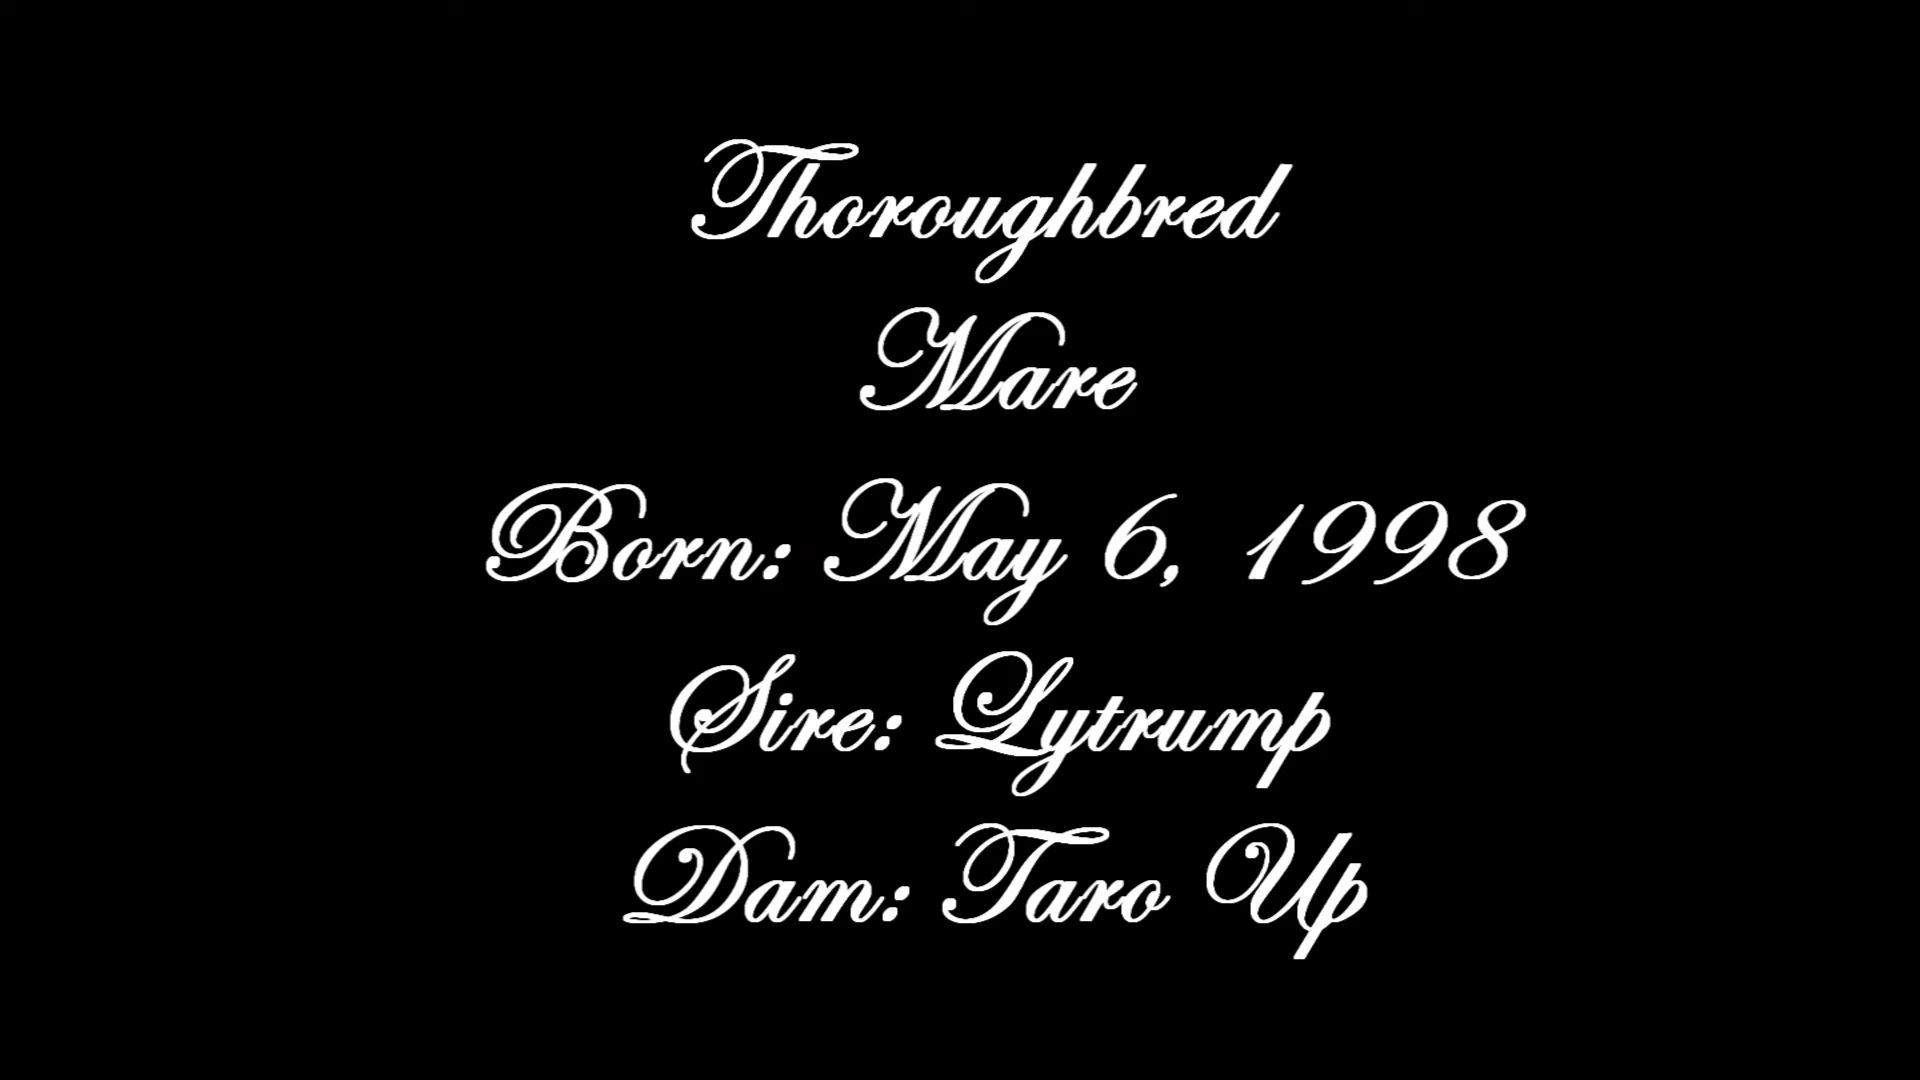 Thoroughbred
Mare
Born: May 6, 1998
Sire: Lytrump
Dam: Taro Up